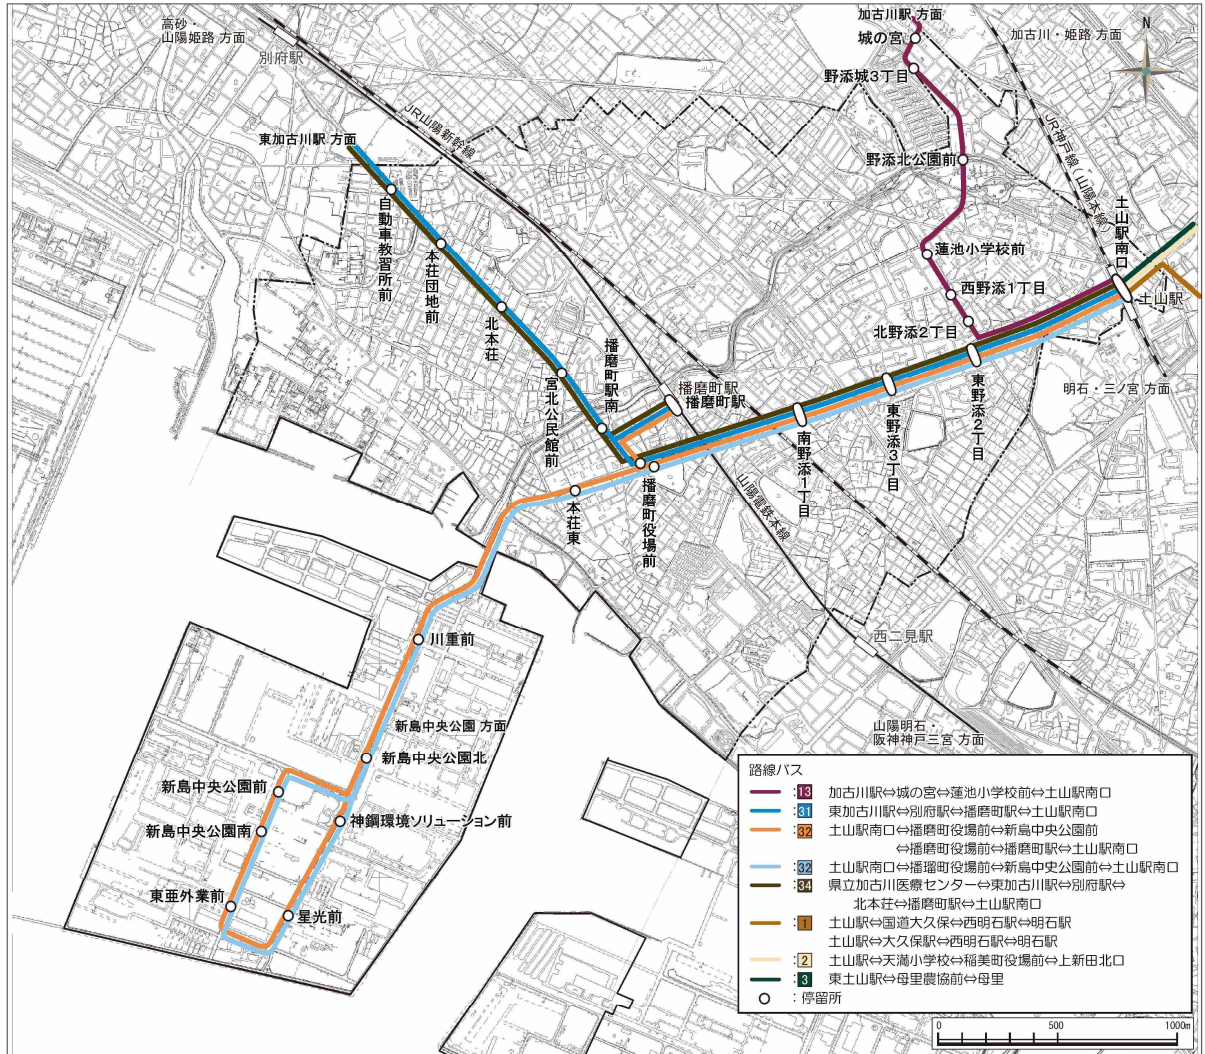 高砂・
山陽姫路 方面
別府駅
加古川駅 方面
城の宮
加古川・姫路 方面
N
野添城3丁目
JR山陽新幹線
東加古川駅 方面
JR神戸線(山陽本線)
野添北公園前
自動車教習所前
土山駅南口
本荘団地前
蓮池小学校前
西野添1丁目
土山駅
北本荘
北野添2丁目
播磨町駅南
宮北公民館前
播磨町駅
播磨町駅
東野添2丁目
明石・三ノ宮 方面
東野添3丁目
南野添1丁目
播磨町役場前
本荘東
山陽電鉄本線
川重前
西二見駅
新島中央公園 方面
山陽明石・
阪神神戸三宮 方面
新島中央公園北
新島中央公園前
神鋼環境ソリューション前
新島中央公園南
東亜外業前
星光前
路線バス
:13 加古川駅⇔城の宮⇔蓮池小学校前⇔土山駅南口
:31 東加古川駅⇔別府駅⇔播磨町駅⇔土山駅南口
:32 土山駅南口⇔播磨町役場前⇔新島中央公園前
⇔播磨町役場前⇔播磨町駅⇔土山駅南口
:32 土山駅南口⇔播瑠町役場前⇔新島中央公園前⇔土山駅南口
:34 県立加古川医療センター⇔東加古川駅⇔別府駅⇔
北本荘⇔播磨町駅⇔土山駅南口
:1 土山駅⇔国道大久保⇔西明石駅⇔明石駅
土山駅⇔大久保駅⇔西明石駅⇔明石駅
:2 土山駅⇔天満小学校⇔稲美町役場前⇔上新田北口
:3 東土山駅⇔母里農協前⇔母里
:停留所
0 500 1000m